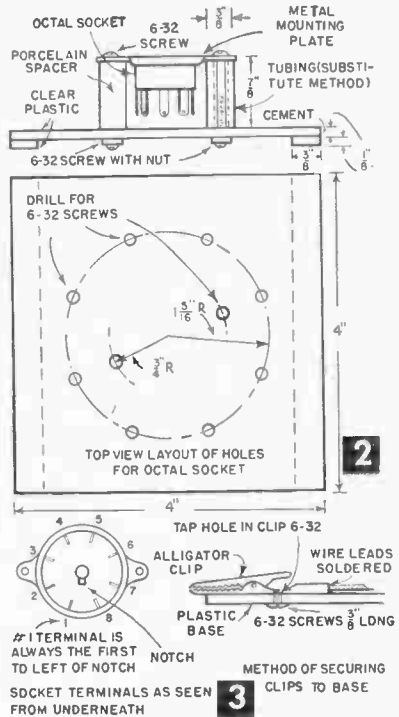 OCTAL SOCKET
6-32
SCREW
3/8"
METAL
MOUNTING
PLATE
PORCELAIN
SPACER
TUBING(SUBSTI-
TUTE METHOD)
7/8"
CLEAR
PLASTIC
CEMENT
6-32 SCREW WITH NUT
3/8"
1/8"
DRILL FOR
6-32 SCREWS
1 5/16" R
3/4" R
4"
TOP VIEW LAYOUT OF HOLES
FOR OCTAL SOCKET
2
4"
4
5
3
6
2
7
1
8
NOTCH
#1 TERMINAL IS
ALWAYS THE FIRST
TO LEFT OF NOTCH
SOCKET TERMINALS AS SEEN
FROM UNDERNEATH
TAP HOLE IN CLIP 6-32
ALLIGATOR
CLIP
WIRE LEADS
SOLDERED
PLASTIC
BASE
6-32 SCREWS 3/8" LONG
3
METHOD OF SECURING
CLIPS TO BASE